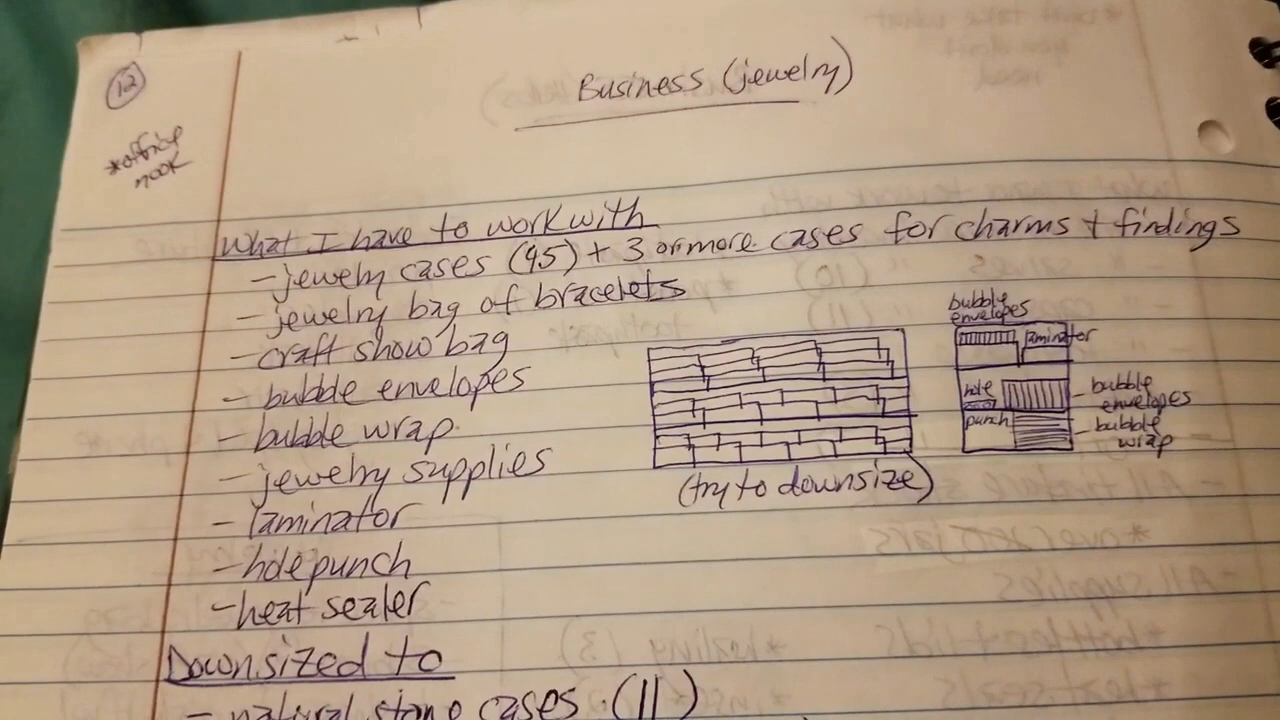 12
Business (jewelry)
*office
nook
What I have to work with
- jewelry cases (45) + 3 or more cases for charms + findings
- jewelry bag of bracelets
- craft show bag
- bubble envelopes
- bubble wrap
- jewelry supplies
- laminator
- hole punch
- heat sealer
bubble
envelopes
laminator
hole
punch
bubble
envelopes
bubble
wrap
(try to downsize)
Downsized to
- natural stone cases (11)